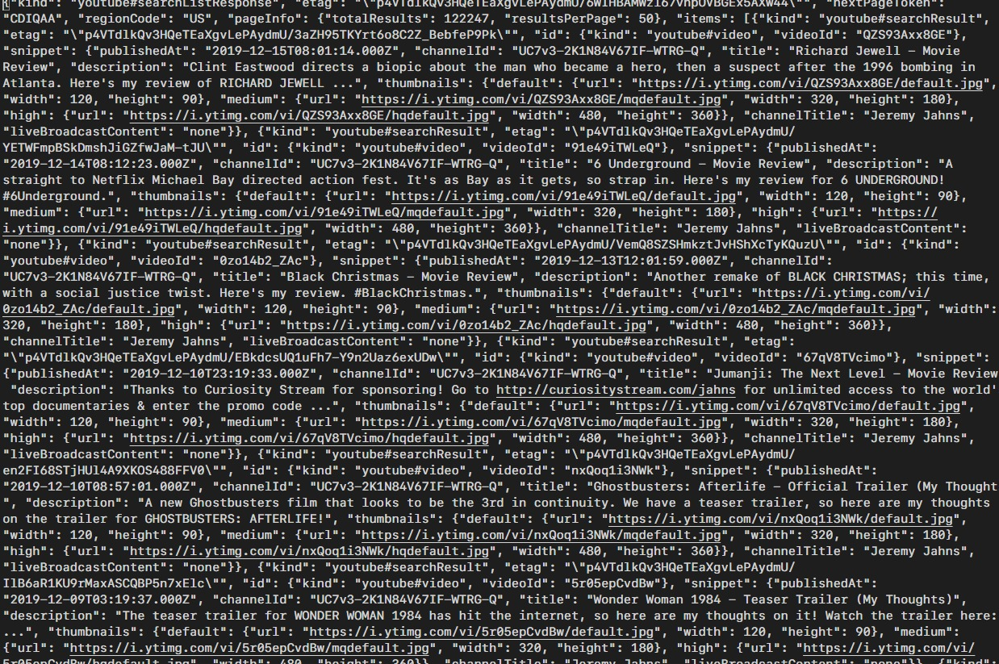 {"kind": "youtube#searchListResponse", "etag": "\"p4VTdlkQv3HQeTEaXgvLePAydmU/ "nextPageToken":
"CDIQAA", "regionCode": "US", "pageInfo": {"totalResults": 122247, "resultsPerPage": 50}, "items": [{"kind": "youtube#searchResult",
"etag": "\"p4VTdlkQv3HQeTEaXgvLePAydmU/3aZH95TKYrt6o8C2Z_BebfeP9Pk\"", "id": {"kind": "youtube#video", "videoId": "QZS93Axx8GE"},
"snippet": {"publishedAt": "2019-12-15T08:01:14.000Z", "channelId": "UC7v3-2K1N84V67IF-WTRG-Q", "title": "Richard Jewell - Movie
Review", "description": "Clint Eastwood directs a biopic about the man who became a hero, then a suspect after the 1996 bombing in
Atlanta. Here's my review of RICHARD JEWELL ...", "thumbnails": {"default": {"url": "https://i.ytimg.com/vi/QZS93Axx8GE/default.jpg",
"width": 120, "height": 90}, "medium": {"url": "https://i.ytimg.com/vi/QZS93Axx8GE/mqdefault.jpg", "width": 320, "height": 180},
"high": {"url": "https://i.ytimg.com/vi/QZS93Axx8GE/hqdefault.jpg", "width": 480, "height": 360}}, "channelTitle": "Jeremy Jahns",
"liveBroadcastContent": "none"}}, {"kind": "youtube#searchResult", "etag": "\"p4VTdlkQv3HQeTEaXgvLePAydmU/
YETWFmpBSkDmshJiGZfwJaM-tJU\"", "id": {"kind": "youtube#video", "videoId": "91e49iTWLeQ"}, "snippet": {"publishedAt":
"2019-12-14T08:12:23.000Z", "channelId": "UC7v3-2K1N84V67IF-WTRG-Q", "title": "6 Underground - Movie Review", "description": "A
straight to Netflix Michael Bay directed action fest. It's as Bay as it gets, so strap in. Here's my review for 6 UNDERGROUND!
#6Underground.", "thumbnails": {"default": {"url": "https://i.ytimg.com/vi/91e49iTWLeQ/default.jpg", "width": 120, "height": 90},
"medium": {"url": "https://i.ytimg.com/vi/91e49iTWLeQ/mqdefault.jpg", "width": 320, "height": 180}, "high": {"url": "https://
i.ytimg.com/vi/91e49iTWLeQ/hqdefault.jpg", "width": 480, "height": 360}}, "channelTitle": "Jeremy Jahns", "liveBroadcastContent":
"none"}}, {"kind": "youtube#searchResult", "etag": "\"p4VTdlkQv3HQeTEaXgvLePAydmU/VemQ8SZSHmkztJvHShXcTyKQuzU\"", "id": {"kind":
"youtube#video", "videoId": "0zo14b2_ZAc"}, "snippet": {"publishedAt": "2019-12-13T12:01:59.000Z", "channelId":
"UC7v3-2K1N84V67IF-WTRG-Q", "title": "Black Christmas - Movie Review", "description": "Another remake of BLACK CHRISTMAS; this time,
with a social justice twist. Here's my review. #BlackChristmas.", "thumbnails": {"default": {"url": "https://i.ytimg.com/vi/
0zo14b2_ZAc/default.jpg", "width": 120, "height": 90}, "medium": {"url": "https://i.ytimg.com/vi/0zo14b2_ZAc/mqdefault.jpg", "width":
320, "height": 180}, "high": {"url": "https://i.ytimg.com/vi/0zo14b2_ZAc/hqdefault.jpg", "width": 480, "height": 360}},
"channelTitle": "Jeremy Jahns", "liveBroadcastContent": "none"}}, {"kind": "youtube#searchResult", "etag":
"\"p4VTdlkQv3HQeTEaXgvLePAydmU/EBkdcsUQ1uFh7-Y9n2Uaz6exUDw\"", "id": {"kind": "youtube#video", "videoId": "67qV8TVcimo"}, "snippet":
{"publishedAt": "2019-12-10T23:19:33.000Z", "channelId": "UC7v3-2K1N84V67IF-WTRG-Q", "title": "Jumanji: The Next Level - Movie Review
"description": "Thanks to Curiosity Stream for sponsoring! Go to http://curiositystream.com/jahns for unlimited access to the world'
top documentaries & enter the promo code ...", "thumbnails": {"default": {"url": "https://i.ytimg.com/vi/67qV8TVcimo/default.jpg",
"width": 120, "height": 90}, "medium": {"url": "https://i.ytimg.com/vi/67qV8TVcimo/mqdefault.jpg", "width": 320, "height": 180},
"high": {"url": "https://i.ytimg.com/vi/67qV8TVcimo/hqdefault.jpg", "width": 480, "height": 360}}, "channelTitle": "Jeremy Jahns",
"liveBroadcastContent": "none"}}, {"kind": "youtube#searchResult", "etag": "\"p4VTdlkQv3HQeTEaXgvLePAydmU/
en2FI68STjHUl4A9XKOS488FFV0\"", "id": {"kind": "youtube#video", "videoId": "nxQoq1i3NWk"}, "snippet": {"publishedAt":
"2019-12-10T08:57:01.000Z", "channelId": "UC7v3-2K1N84V67IF-WTRG-Q", "title": "Ghostbusters: Afterlife - Official Trailer (My Thought
", "description": "A new Ghostbusters film that looks to be the 3rd in continuity. We have a teaser trailer, so here are my thoughts
on the trailer for GHOSTBUSTERS: AFTERLIFE!", "thumbnails": {"default": {"url": "https://i.ytimg.com/vi/nxQoq1i3NWk/default.jpg",
"width": 120, "height": 90}, "medium": {"url": "https://i.ytimg.com/vi/nxQoq1i3NWk/mqdefault.jpg", "width": 320, "height": 180},
"high": {"url": "https://i.ytimg.com/vi/nxQoq1i3NWk/hqdefault.jpg", "width": 480, "height": 360}}, "channelTitle": "Jeremy Jahns",
"liveBroadcastContent": "none"}}, {"kind": "youtube#searchResult", "etag": "\"p4VTdlkQv3HQeTEaXgvLePAydmU/
IlB6aR1KU9rMaxASCQBP5n7xElc\"", "id": {"kind": "youtube#video", "videoId": "5r05epCvdBw"}, "snippet": {"publishedAt":
"2019-12-09T03:19:37.000Z", "channelId": "UC7v3-2K1N84V67IF-WTRG-Q", "title": "Wonder Woman 1984 - Teaser Trailer (My Thoughts)",
"description": "The teaser trailer for WONDER WOMAN 1984 has hit the internet, so here are my thoughts on it! Watch the trailer here:
...", "thumbnails": {"default": {"url": "https://i.ytimg.com/vi/5r05epCvdBw/default.jpg", "width": 120, "height": 90}, "medium":
{"url": "https://i.ytimg.com/vi/5r05epCvdBw/mqdefault.jpg", "width": 320, "height": 180}, "high": {"url": "https://i.ytimg.com/vi/
5r05epCvdBw/hqdefault.jpg", "width": 480, "height": 360}}, "channelTitle": "Jeremy Jahns", "liveBroadcastContent": "none"}}, {"kind":